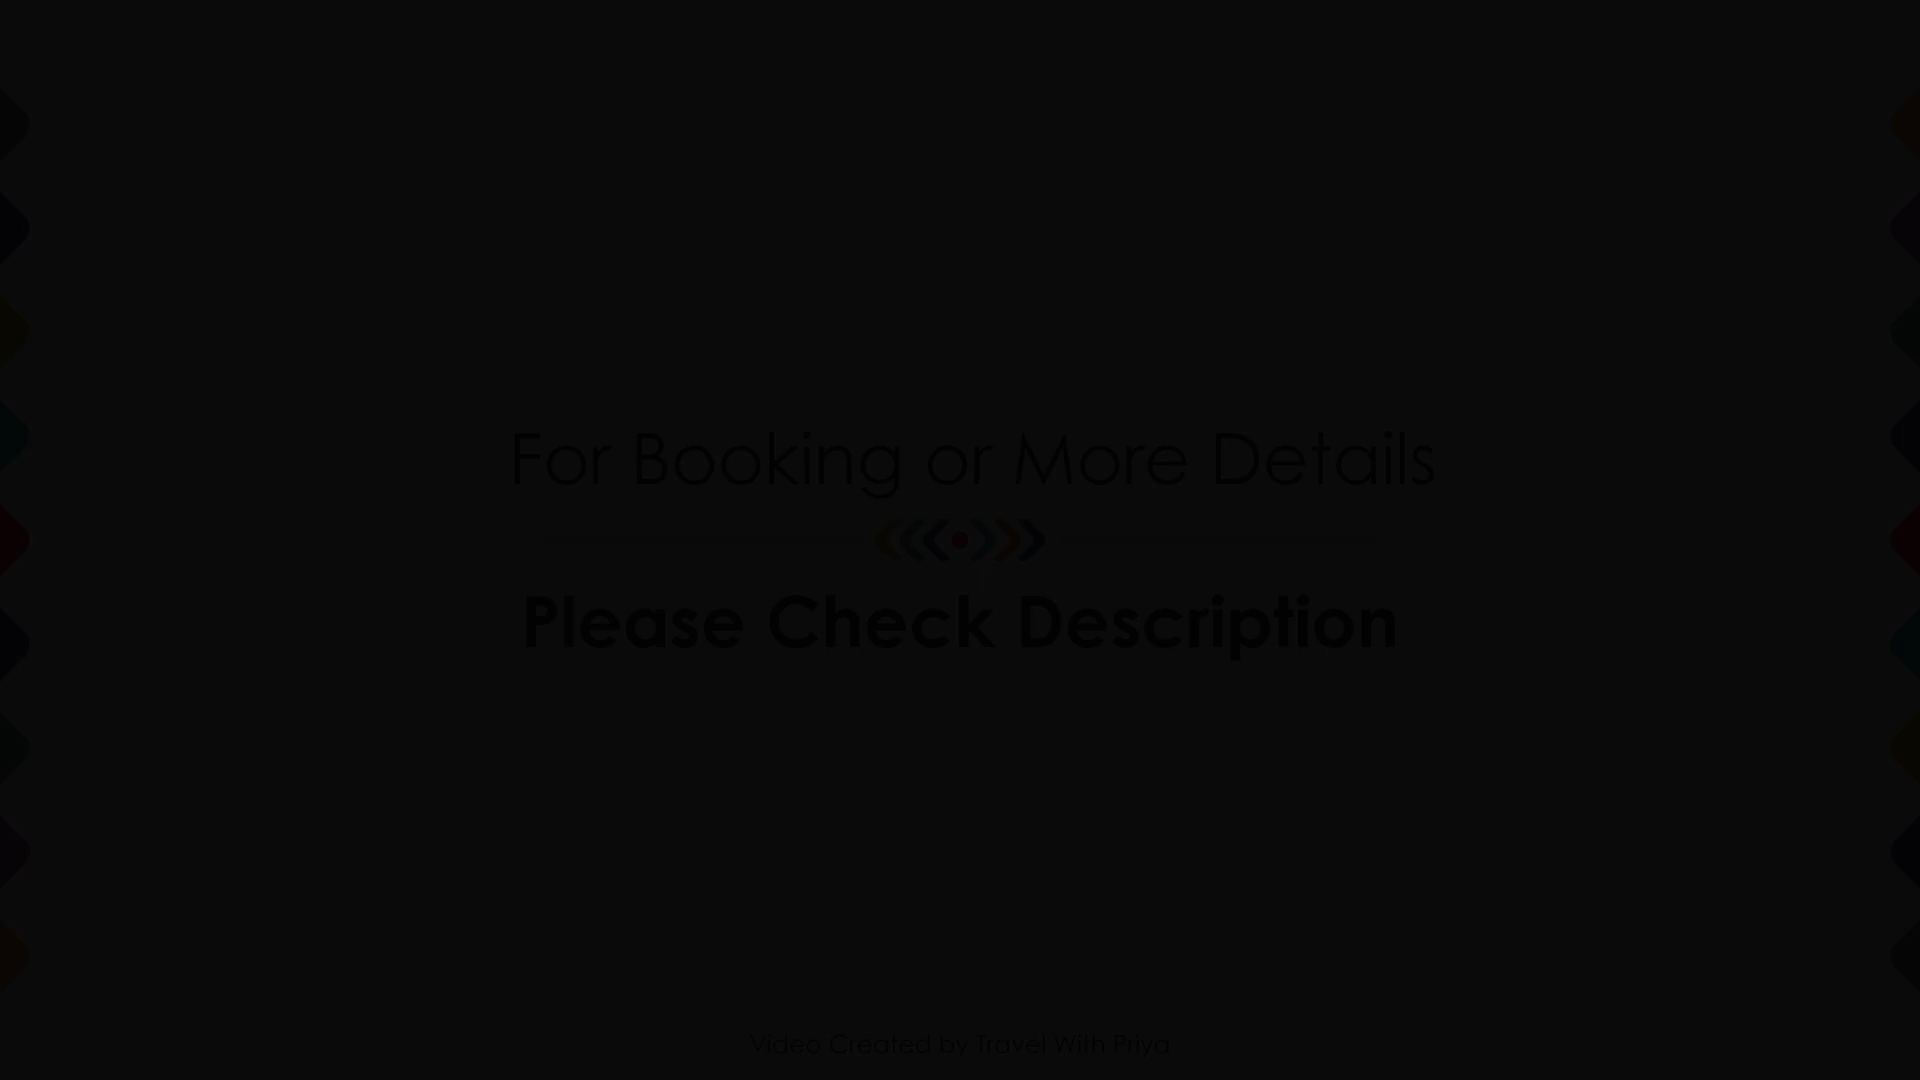 For Booking or More Details
Please Check Description
Video Created by Travel With Priya